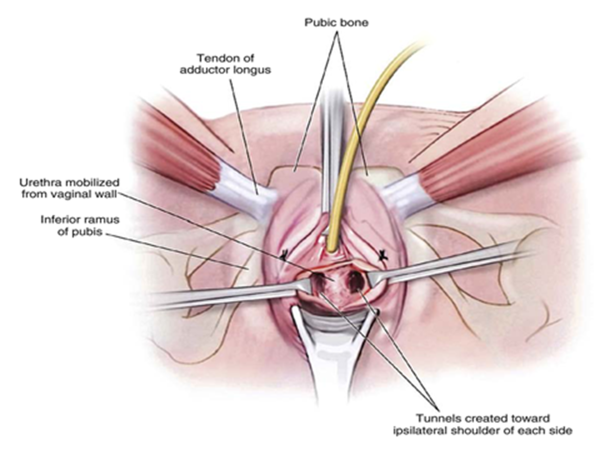 Pubic bone
Tendon of
adductor longus
Urethra mobilized
from vaginal wall
Inferior ramus
of pubis
Tunnels created toward
ipsilateral shoulder of each side